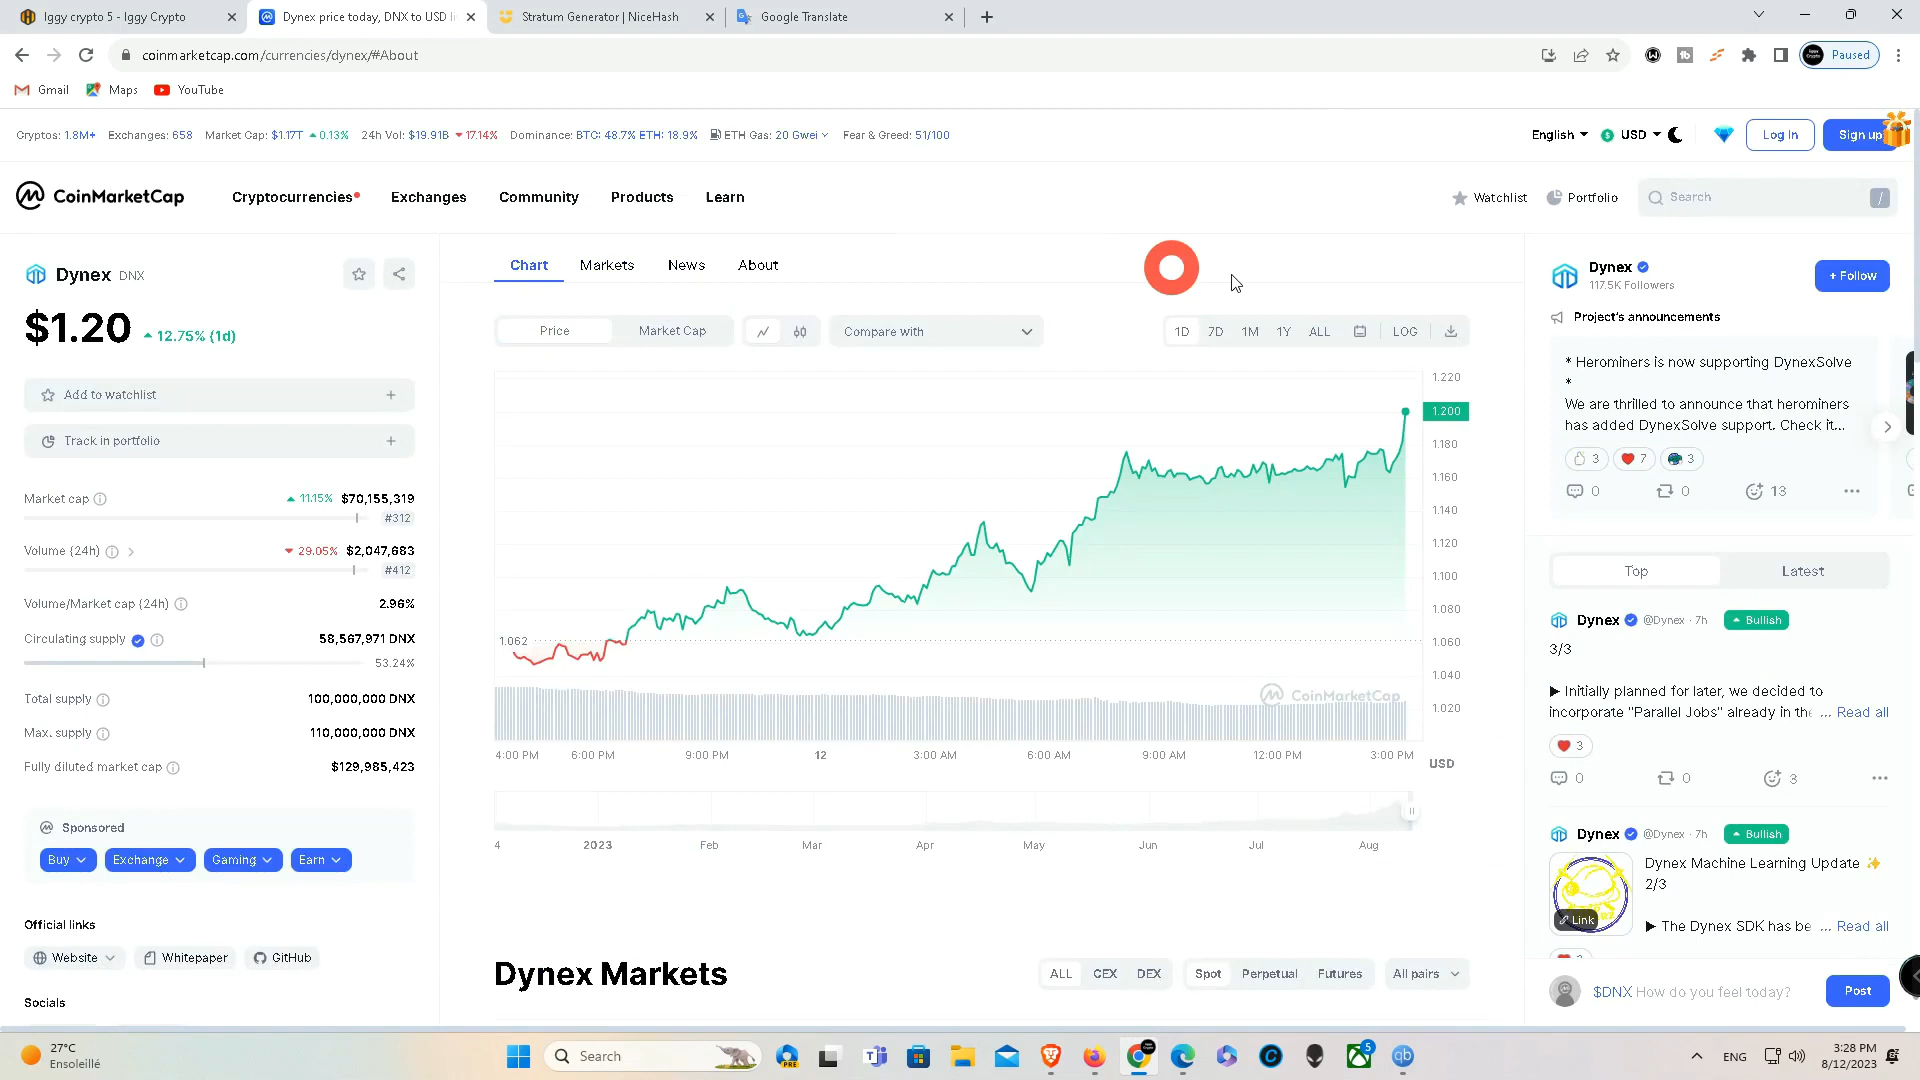 Iggy crypto 5 - Iggy Crypto
Dynex price today, DNX to USD li
Stratum Generator | NiceHash
Google Translate
coinmarketcap.com/currencies/dynex/#About
Paused
Gmail
Maps
YouTube
Cryptos: 1.8M+ Exchanges: 658 Market Cap: $1.17T 0.13% 24h Vol: $19.91B 17.14% Dominance: BTC: 48.7% ETH: 18.9% ETH Gas: 20 Gwei Fear & Greed: 51/100
English USD Log In Sign up
CoinMarketCap
Cryptocurrencies Exchanges Community Products Learn
Watchlist Portfolio Search /
Dynex DNX
$1.20 12.75% (1d)
Add to watchlist +
Track in portfolio +
Market cap 11.15% $70,155,319
#312
Volume (24h) 29.05% $2,047,683
#412
Volume/Market cap (24h) 2.96%
Circulating supply 58,567,971 DNX
53.24%
Total supply 100,000,000 DNX
Max. supply 110,000,000 DNX
Fully diluted market cap $129,985,423
Sponsored
Buy Exchange Gaming Earn
Official links
Website Whitepaper GitHub
Socials
Chart Markets News About
Price Market Cap Compare with 1D 7D 1M 1Y ALL LOG
1.220
1.200
1.180
1.160
1.140
1.120
1.100
1.080
1.062
1.060
1.040
1.020
CoinMarketCap
4:00 PM 6:00 PM 9:00 PM 12 3:00 AM 6:00 AM 9:00 AM 12:00 PM 3:00 PM
USD
4 2023 Feb Mar Apr May Jun Jul Aug
Dynex Markets
ALL CEX DEX Spot Perpetual Futures All pairs
Dynex
117.5K Followers
+ Follow
Project's announcements
* Herominers is now supporting DynexSolve
*
We are thrilled to announce that herominers
has added DynexSolve support. Check it...
3 7 3
0 0 13
Top Latest
Dynex @Dynex · 7h Bullish
3/3
▶ Initially planned for later, we decided to
incorporate "Parallel Jobs" already in the ... Read all
3
0 0 3
Dynex @Dynex · 7h Bullish
Dynex Machine Learning Update ✨
2/3
Link
▶ The Dynex SDK has be ... Read all
$DNX How do you feel today? Post
27°C
Ensoleillé
Search
PRE
5
qb
ENG
3:28 PM
8/12/2023